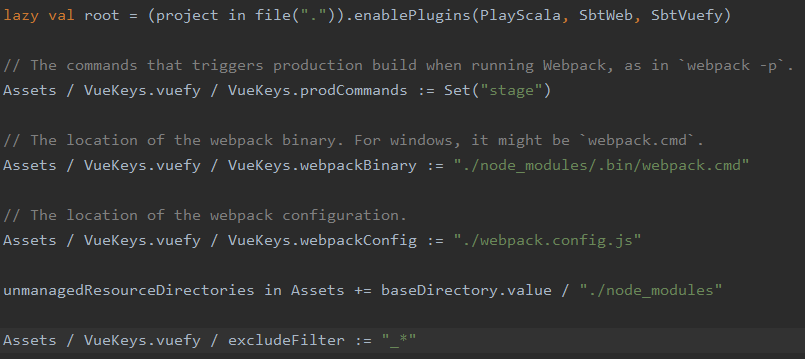 lazy val root = (project in file(".")).enablePlugins(PlayScala, SbtWeb, SbtVuefy)
// The commands that triggers production build when running Webpack, as in `webpack -p`.
Assets / VueKeys.vuefy / VueKeys.prodCommands := Set("stage")
// The location of the webpack binary. For windows, it might be `webpack.cmd`.
Assets / VueKeys.vuefy / VueKeys.webpackBinary := "./node_modules/.bin/webpack.cmd"
// The location of the webpack configuration.
Assets / VueKeys.vuefy / VueKeys.webpackConfig := "./webpack.config.js"
unmanagedResourceDirectories in Assets += baseDirectory.value / "./node_modules"
Assets / VueKeys.vuefy / excludeFilter := "_*"